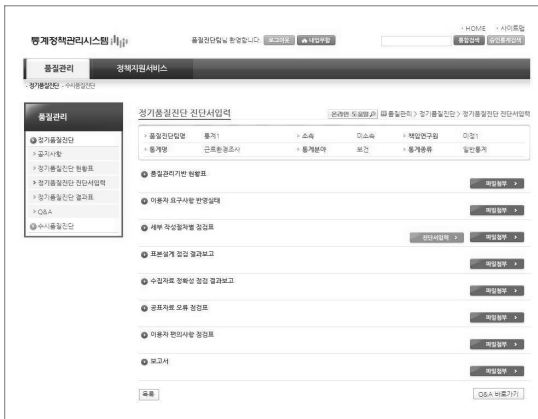 • HOME • 사이트맵
통계정책관리시스템
품질진단팀님 환영합니다. 로그아웃 내업무함
통합검색 승인통계검색
품질관리 정책지원서비스
• 정기품질진단 • 수시품질진단
품질관리
정기품질진단
> 공지사항
> 정기품질진단 현황표
> 정기품질진단 진단서입력
> 정기품질진단 결과표
> Q&A
수시품질진단
정기품질진단 진단서입력
온라인 도움말 품질관리 > 정기품질진단 > 정기품질진단 진단서입력
> 품질진단팀명 통계1 > 소속 미소속 > 책임연구원 이정1
> 통계명 근로환경조사 > 통계분야 보건 > 통계종류 일반통계
품질관리기반 현황표
파일첨부 >
이용자 요구사항 반영실태
파일첨부 >
세부 작성절차별 점검표
진단서입력 > 파일첨부 >
표본설계 점검 결과보고
파일첨부 >
수집자료 정확성 점검 결과보고
파일첨부 >
공표자료 오류 점검표
파일첨부 >
이용자 편의사항 점검표
파일첨부 >
보고서
파일첨부 >
목록 Q&A 바로가기